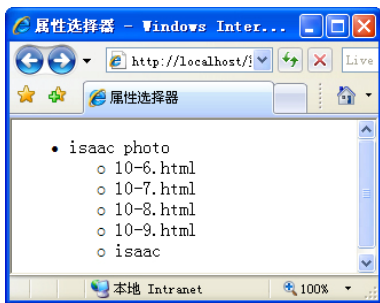 属性选择器 - Windows Inter...
http://localhost/
Live
属性选择器
isaac photo
10-6.html
10-7.html
10-8.html
10-9.html
isaac
本地 Intranet
100%